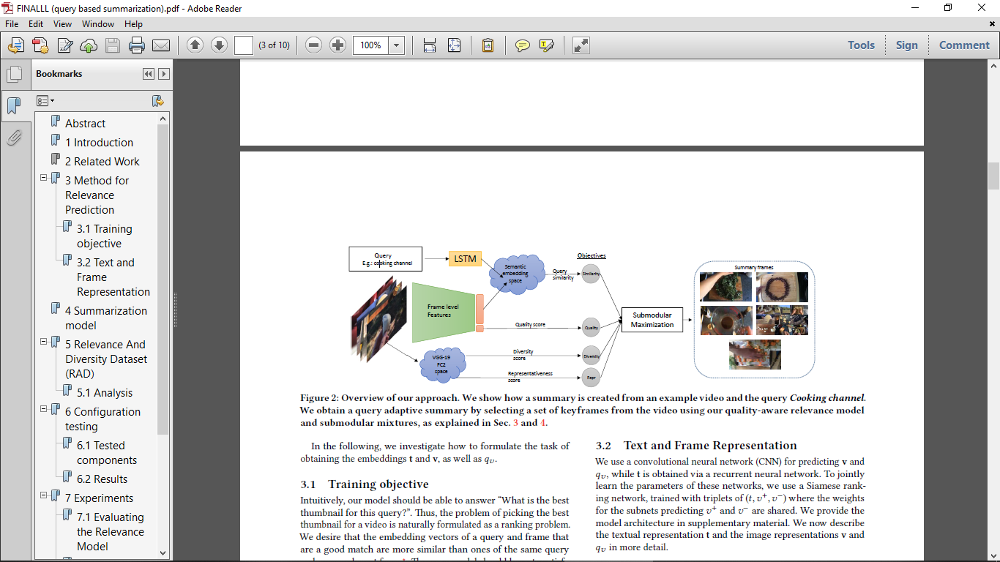 FINALLL (query based summarization).pdf - Adobe Reader
File Edit View Window Help
(3 of 10)
100%
Tools Sign Comment
Bookmarks
Abstract
1 Introduction
2 Related Work
3 Method for
Relevance
Prediction
3.1 Training
objective
3.2 Text and
Frame
Representation
4 Summarization
model
5 Relevance And
Diversity Dataset
(RAD)
5.1 Analysis
6 Configuration
testing
6.1 Tested
components
6.2 Results
7 Experiments
7.1 Evaluating
the Relevance
Model
Query
E.g.: cooking channel
LSTM
Semantic
embedding
space
Query
similarity
Objectives
Similarity
Frame level
Features
Quality score
Quality
VGG-19
FC2
space
Diversity
score
Diversity
Representativeness
score
Repr
Submodular
Maximization
Summary frames
Figure 2: Overview of our approach. We show how a summary is created from an example video and the query Cooking channel.
We obtain a query adaptive summary by selecting a set of keyframes from the video using our quality-aware relevance model
and submodular mixtures, as explained in Sec. 3 and 4.
In the following, we investigate how to formulate the task of
obtaining the embeddings t and v, as well as qᵥ.
3.1 Training objective
Intuitively, our model should be able to answer “What is the best
thumbnail for this query?”. Thus, the problem of picking the best
thumbnail for a video is naturally formulated as a ranking problem.
We desire that the embedding vectors of a query and frame that
are a good match are more similar than ones of the same query
3.2 Text and Frame Representation
We use a convolutional neural network (CNN) for predicting v and
qᵥ, while t is obtained via a recurrent neural network. To jointly
learn the parameters of these networks, we use a Siamese rank-
ing network, trained with triplets of (t, v⁺, v⁻) where the weights
for the subnets predicting v⁺ and v⁻ are shared. We provide the
model architecture in supplementary material. We now describe
the textual representation t and the image representations v and
qᵥ in more detail.